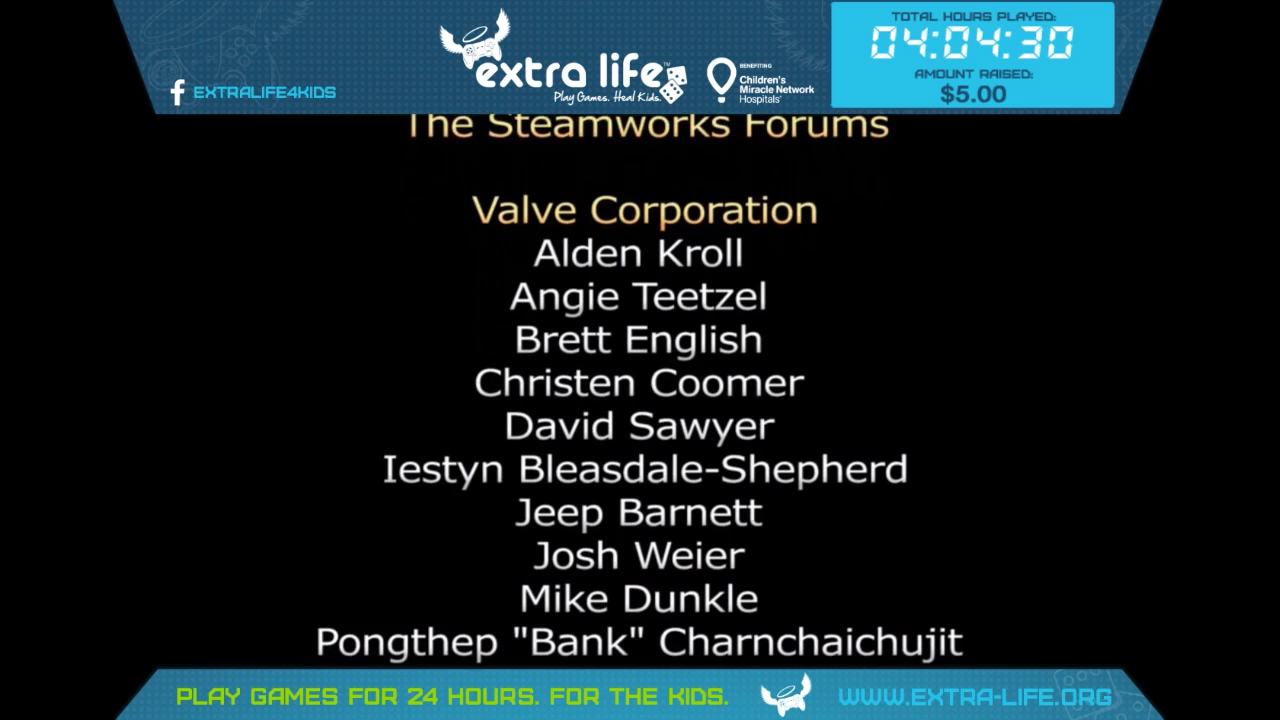 TOTAL HOURS PLAYED:
04:04:30
AMOUNT RAISED:
$5.00
extra life™
Play Games. Heal Kids.
BENEFITING
Children's
Miracle Network
Hospitals®
f EXTRALIFE4KIDS
The Steamworks Forums
Valve Corporation
Alden Kroll
Angie Teetzel
Brett English
Christen Coomer
David Sawyer
Iestyn Bleasdale-Shepherd
Jeep Barnett
Josh Weier
Mike Dunkle
Pongthep "Bank" Charnchaichujit
PLAY GAMES FOR 24 HOURS. FOR THE KIDS.
WWW.EXTRA-LIFE.ORG